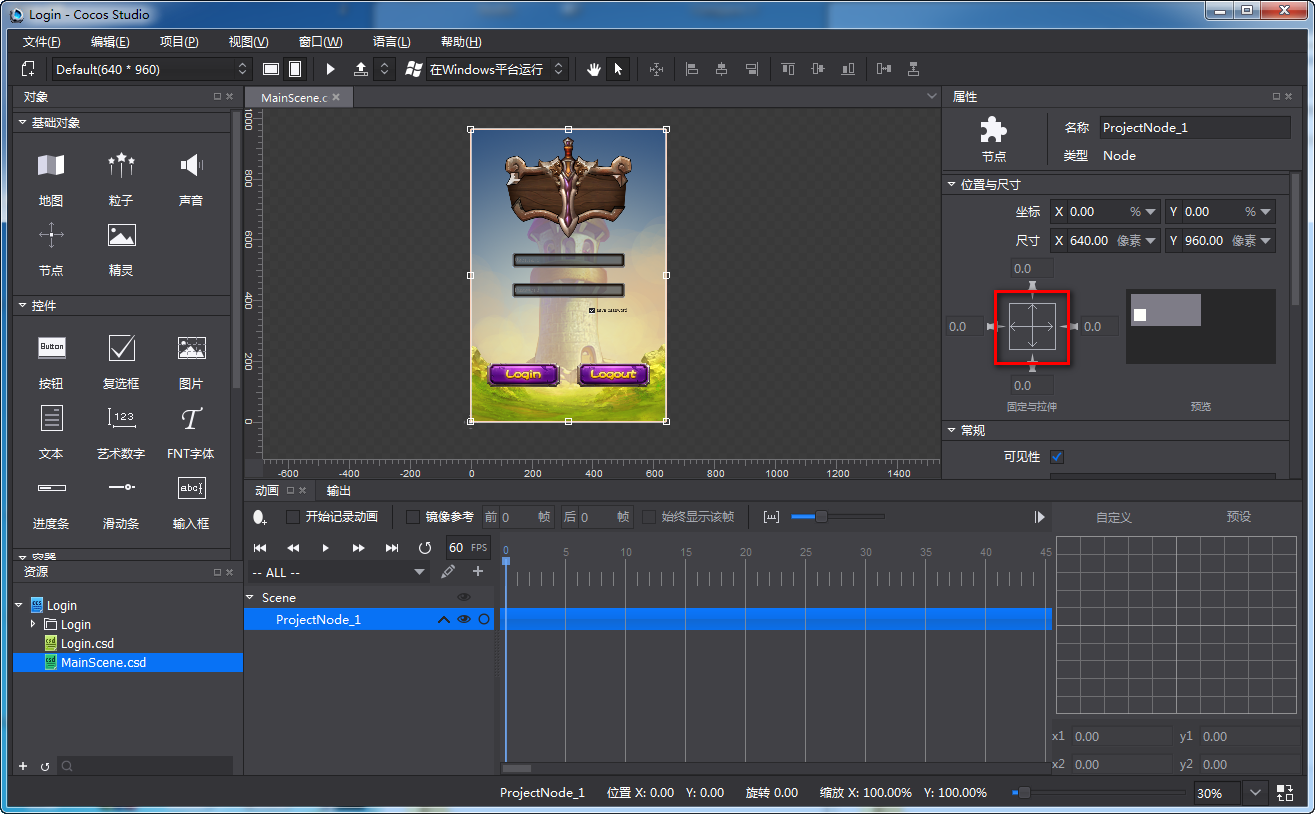 Login - Cocos Studio
文件(F) 编辑(E) 项目(P) 视图(V) 窗口(W) 语言(L) 帮助(H)
Default(640 * 960) 在Windows平台运行
对象
基础对象
地图 粒子 声音
节点 精灵
控件
Button
按钮 复选框 图片
123 T
文本 艺术数字 FNT字体
abc
进度条 滑动条 输入框
容器
资源
Login
Login
Login.csd
MainScene.csd
MainScene.c
1000
800
600
400
200
0
Login Logout
-600 -400 -200 0 200 400 600 800 1000 1200 1400
属性
节点
名称 ProjectNode_1
类型 Node
位置与尺寸
坐标 X 0.00 % Y 0.00 %
尺寸 X 640.00 像素 Y 960.00 像素
0.0
0.0 0.0
0.0
固定与拉伸 预览
常规
可见性
动画 输出
开始记录动画 镜像参考 前 0 帧 后 0 帧 始终显示该帧
自定义 预设
60 FPS
0 5 10 15 20 25 30 35 40 45
-- ALL --
Scene
ProjectNode_1
x1 0.00 y1 0.00
x2 0.00 y2 0.00
ProjectNode_1 位置 X: 0.00 Y: 0.00 旋转 0.00 缩放 X: 100.00% Y: 100.00% 30%